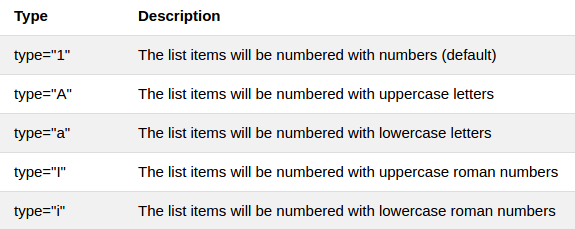 Type Description
type="1" The list items will be numbered with numbers (default)
type="A" The list items will be numbered with uppercase letters
type="a" The list items will be numbered with lowercase letters
type="I" The list items will be numbered with uppercase roman numbers
type="i" The list items will be numbered with lowercase roman numbers